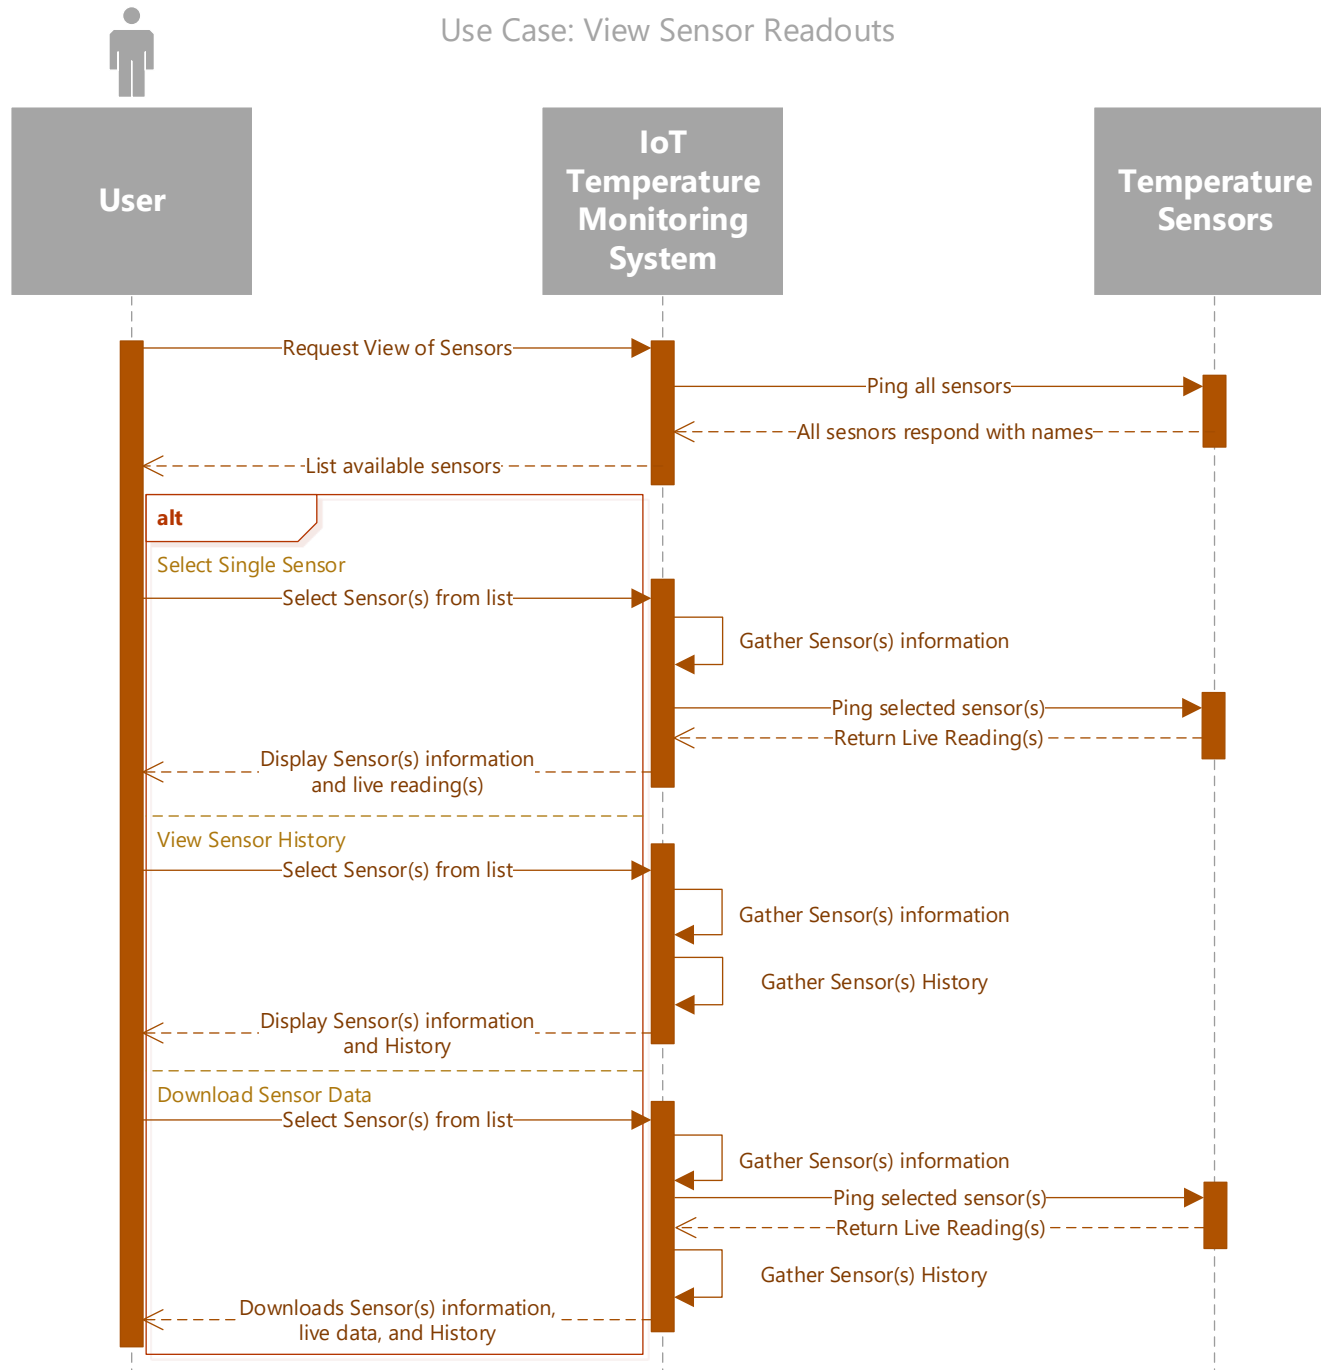 Use Case: View Sensor Readouts
User
IoT
Temperature
Monitoring
System
Temperature
Sensors
Request View of Sensors
Ping all sensors
All sesnors respond with names
List available sensors
alt
Select Single Sensor
Select Sensor(s) from list
Gather Sensor(s) information
Ping selected sensor(s)
Return Live Reading(s)
Display Sensor(s) information
and live reading(s)
View Sensor History
Select Sensor(s) from list
Gather Sensor(s) information
Gather Sensor(s) History
Display Sensor(s) information
and History
Download Sensor Data
Select Sensor(s) from list
Gather Sensor(s) information
Ping selected sensor(s)
Return Live Reading(s)
Gather Sensor(s) History
Downloads Sensor(s) information,
live data, and History